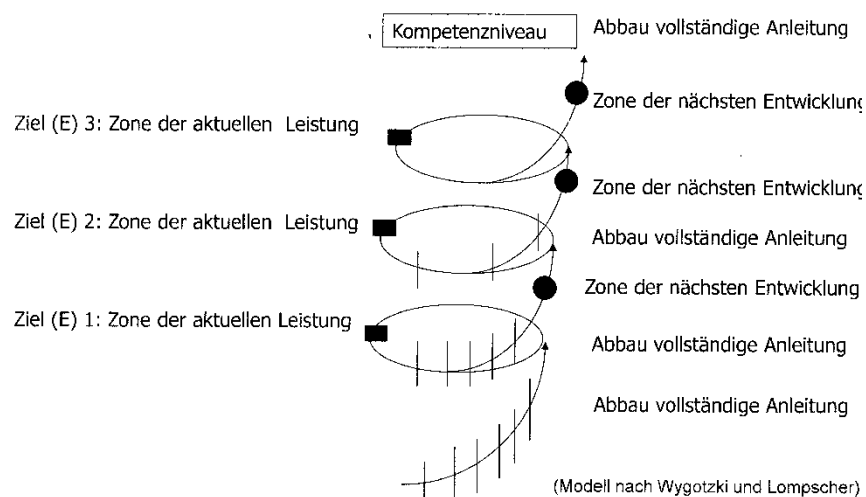 Kompetenzniveau
Abbau vollständige Anleitung
Zone der nächsten Entwicklung
Ziel (E) 3: Zone der aktuellen Leistung
Zone der nächsten Entwicklung
Ziel (E) 2: Zone der aktuellen Leistung
Abbau vollständige Anleitung
Zone der nächsten Entwicklung
Ziel (E) 1: Zone der aktuellen Leistung
Abbau vollständige Anleitung
Abbau vollständige Anleitung
(Modell nach Wygotzki und Lompscher)